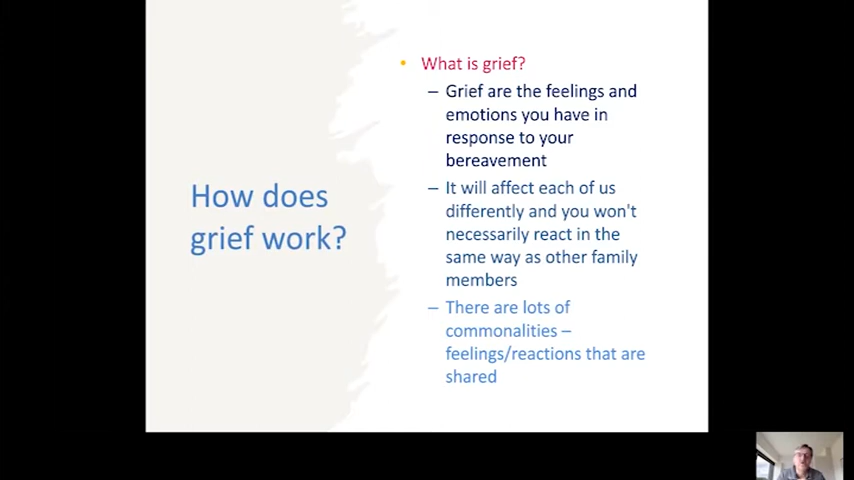 How does
grief work?
• What is grief?
– Grief are the feelings and
emotions you have in
response to your
bereavement
– It will affect each of us
differently and you won't
necessarily react in the
same way as other family
members
– There are lots of
commonalities –
feelings/reactions that are
shared